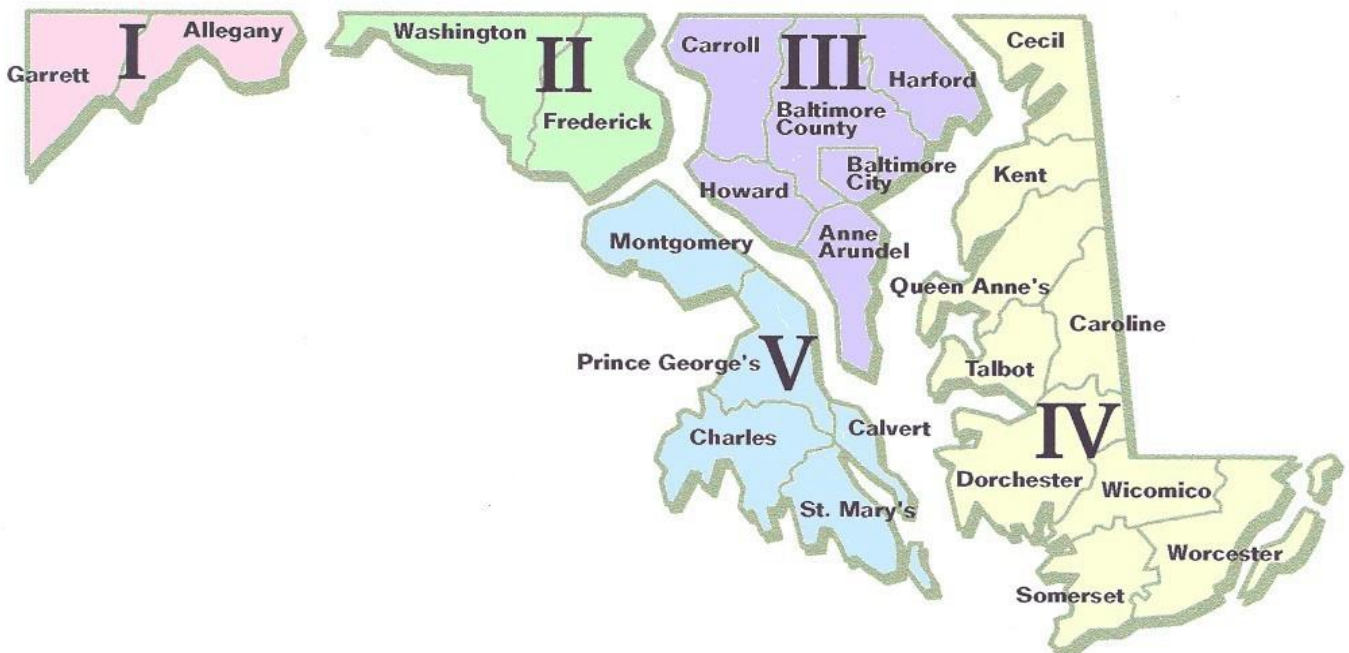 Garrett
I
Allegany
Washington
II
Frederick
Carroll
III
Harford
Baltimore
County
Baltimore
City
Howard
Anne
Arundel
Cecil
Kent
Queen Anne's
Caroline
Talbot
IV
Dorchester
Wicomico
Worcester
Somerset
Montgomery
Prince George's
V
Charles
Calvert
St. Mary's